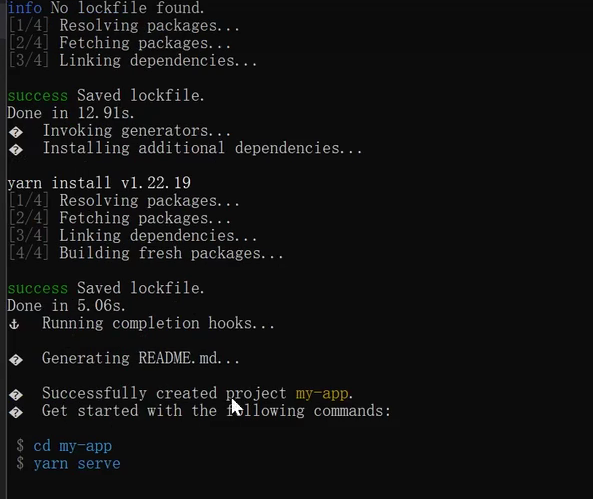 info No lockfile found.
[1/4] Resolving packages...
[2/4] Fetching packages...
[3/4] Linking dependencies...
success Saved lockfile.
Done in 12.91s.
� Invoking generators...
� Installing additional dependencies...
yarn install v1.22.19
[1/4] Resolving packages...
[2/4] Fetching packages...
[3/4] Linking dependencies...
[4/4] Building fresh packages...
success Saved lockfile.
Done in 5.06s.
⚓ Running completion hooks...
� Generating README.md...
� Successfully created project my-app.
� Get started with the following commands:
$ cd my-app
$ yarn serve